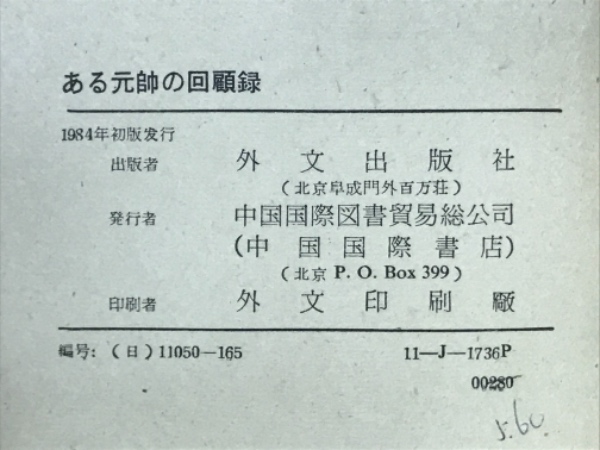 ある元帥の回顧録
1984年初版发行
出版者 外文出版社
(北京阜成門外百万荘)
発行者 中国国際図書貿易総公司
(中国国際書店)
(北京 P. O. Box 399)
印刷者 外文印刷廠
編号: (日) 11050—165 11—J—1736P
00280
5.60